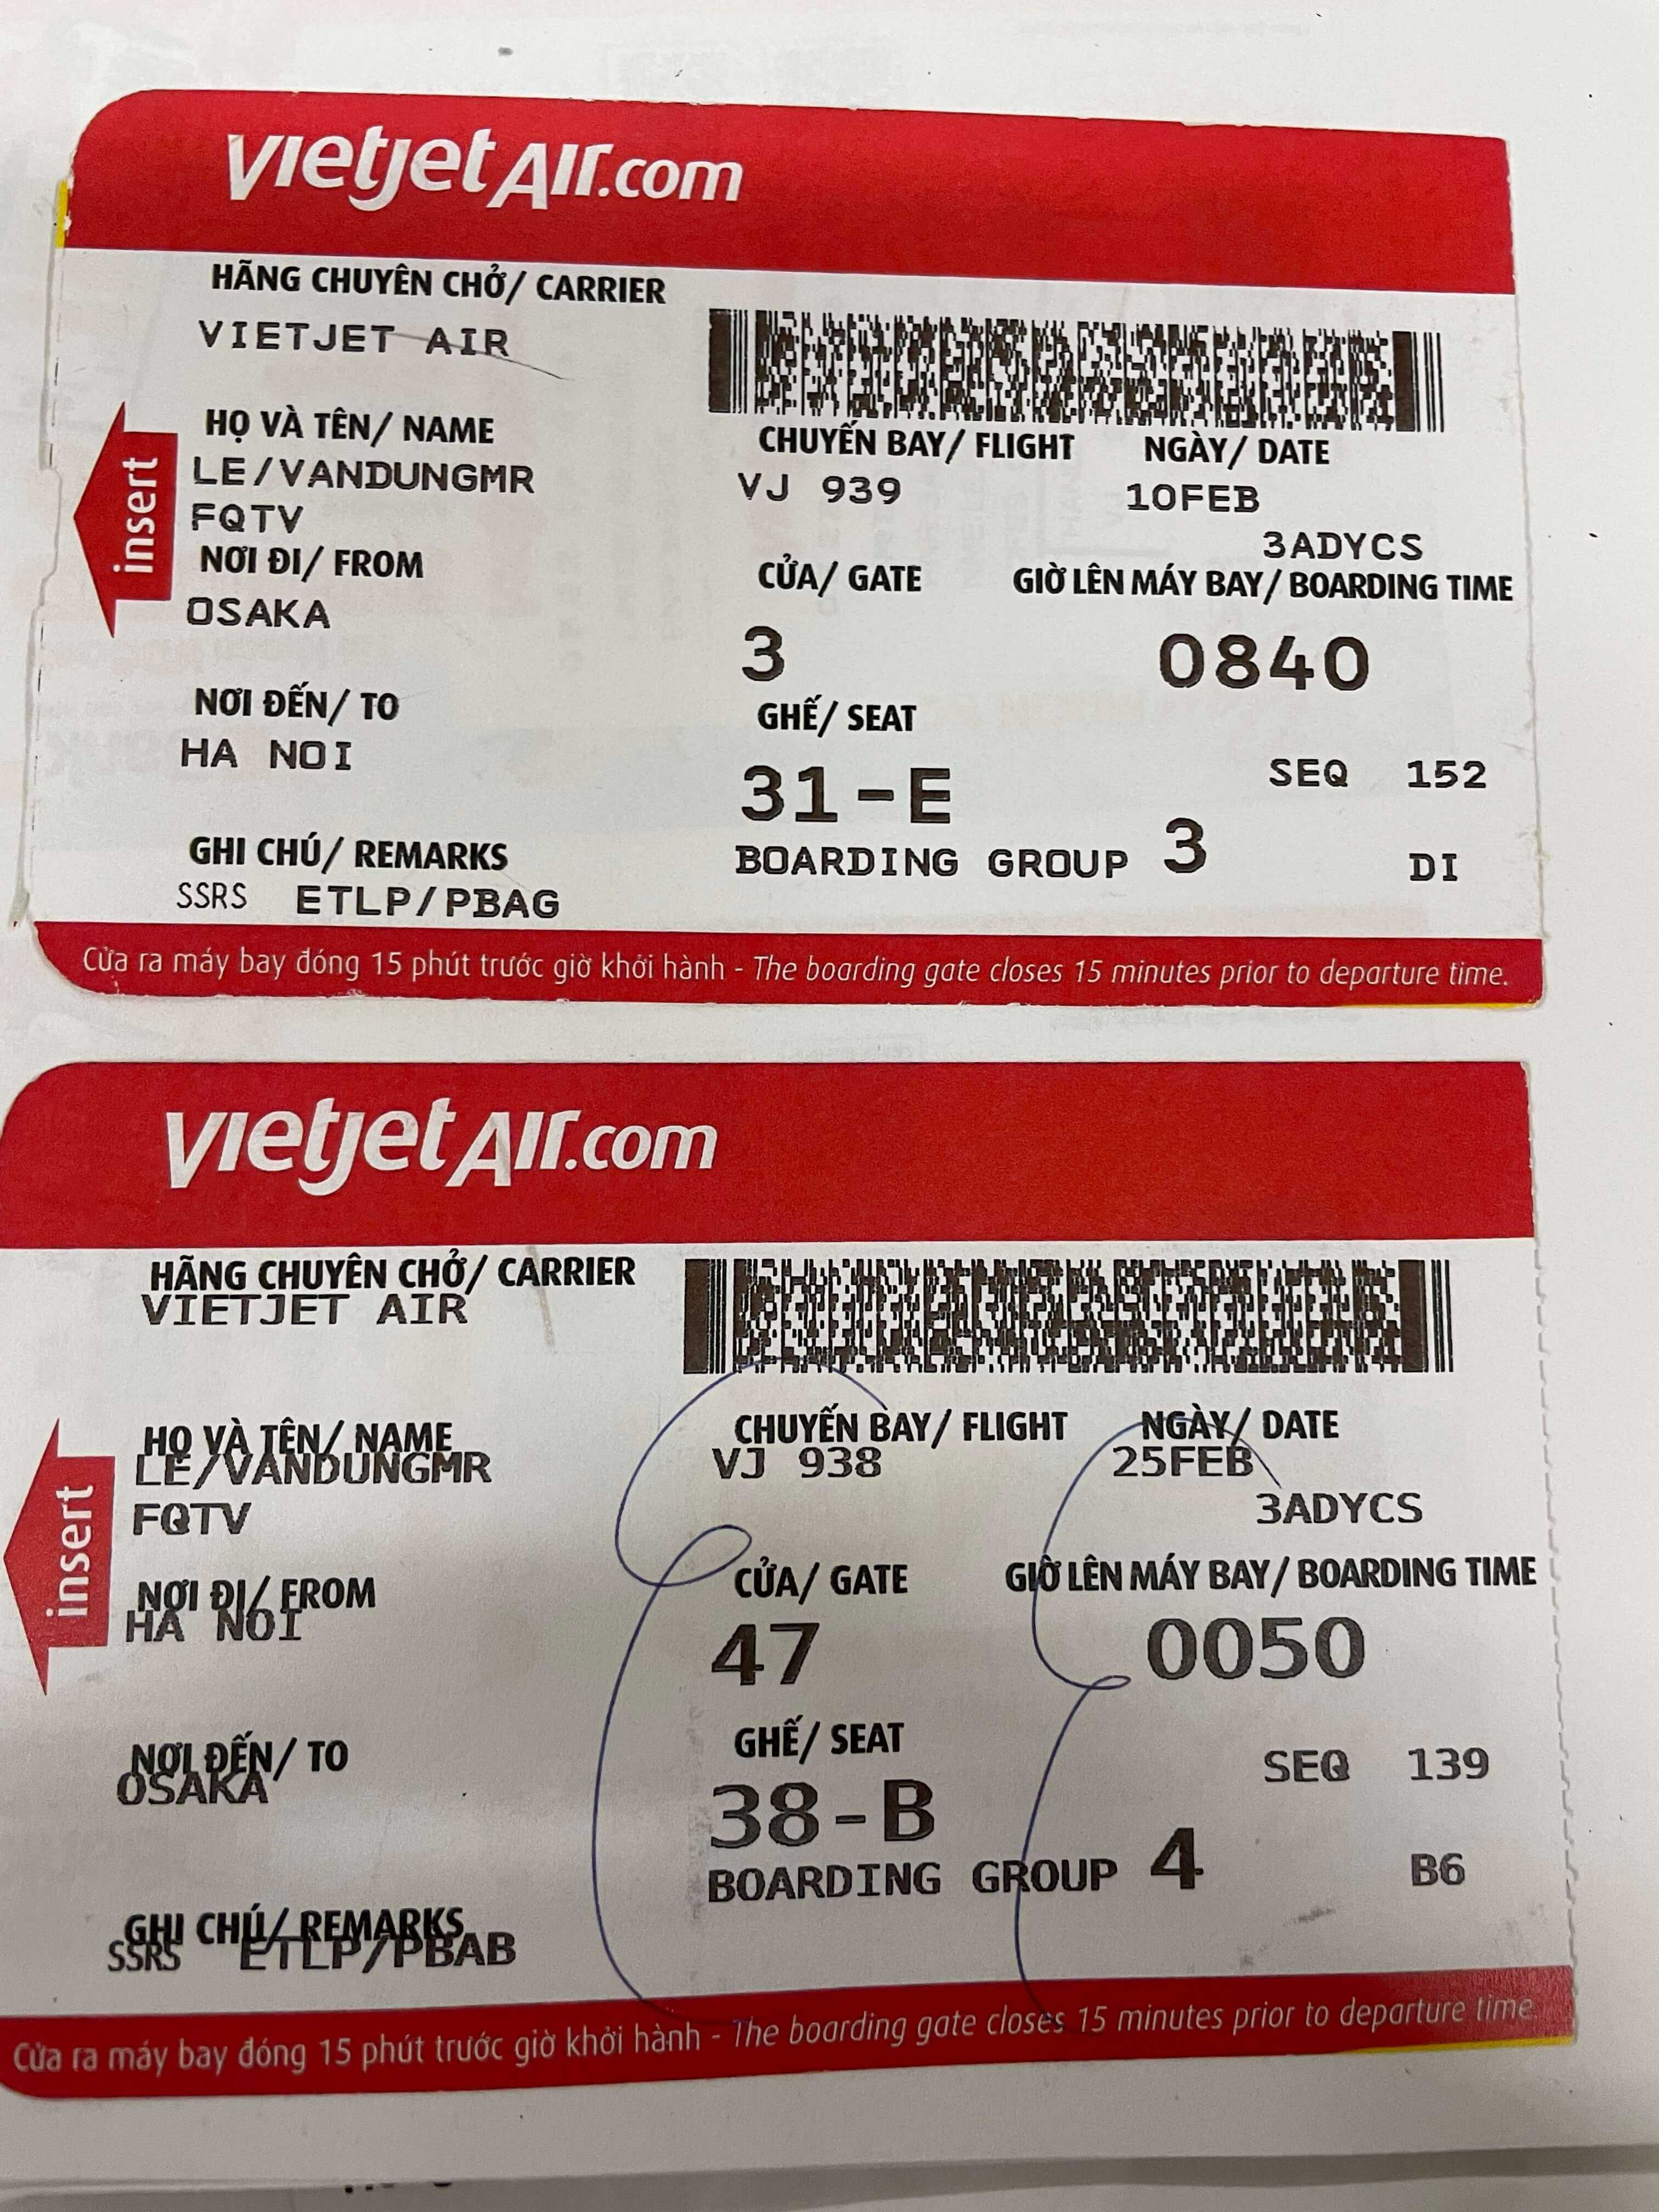 vietjetAir.com
HÃNG CHUYÊN CHỞ/ CARRIER
VIETJET AIR
HỌ VÀ TÊN/ NAME
LE/VANDUNGMR
FQTV
NƠI ĐI/ FROM
OSAKA
NƠI ĐẾN/ TO
HA NOI
GHI CHÚ/ REMARKS
SSRS ETLP/PBAG
CHUYẾN BAY/ FLIGHT NGÀY/ DATE
VJ 939 10FEB
3ADYCS
CỬA/ GATE GIỜ LÊN MÁY BAY/ BOARDING TIME
3 0840
GHẾ/ SEAT
31-E SEQ 152
BOARDING GROUP 3 DI
insert
Cửa ra máy bay đóng 15 phút trước giờ khởi hành - The boarding gate closes 15 minutes prior to departure time.
vietjetAir.com
HÃNG CHUYÊN CHỞ/ CARRIER
VIETJET AIR
HỌ VÀ TÊN/ NAME
LE/VANDUNGMR
FQTV
NƠI ĐI/ FROM
HA NOI
NƠI ĐẾN/ TO
OSAKA
GHI CHÚ/ REMARKS
SSRS ETLP/PBAB
CHUYẾN BAY/ FLIGHT NGÀY/ DATE
VJ 938 25FEB
3ADYCS
CỬA/ GATE GIỜ LÊN MÁY BAY/ BOARDING TIME
47 0050
GHẾ/ SEAT
38-B SEQ 139
BOARDING GROUP 4 B6
insert
Cửa ra máy bay đóng 15 phút trước giờ khởi hành - The boarding gate closes 15 minutes prior to departure time.